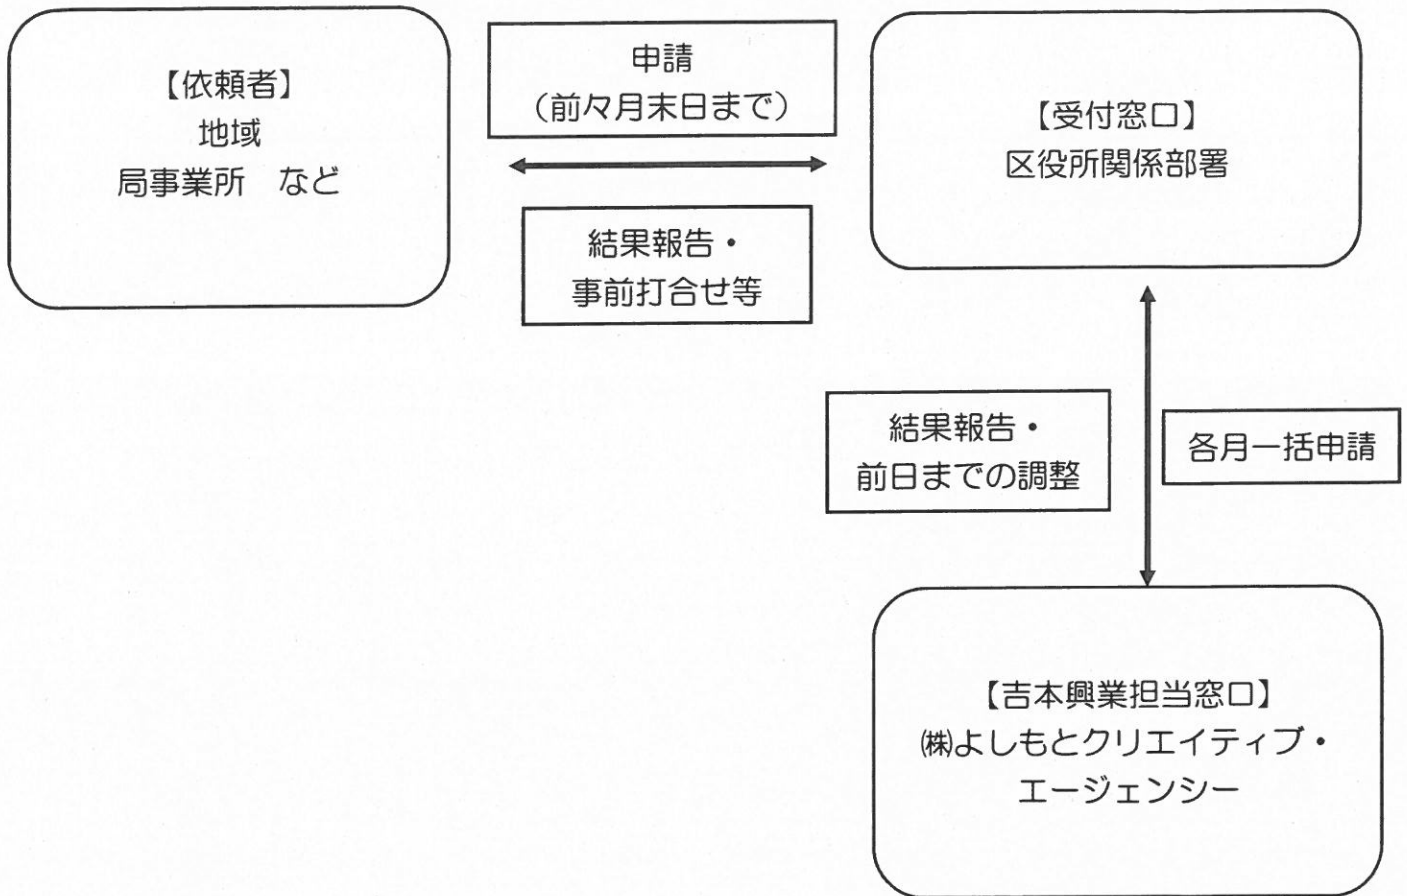 【依頼者】
地域
局事業所　など
申請
（前々月末日まで）
結果報告・
事前打合せ等
【受付窓口】
区役所関係部署
結果報告・
前日までの調整
各月一括申請
【吉本興業担当窓口】
㈱よしもとクリエイティブ・
エージェンシー